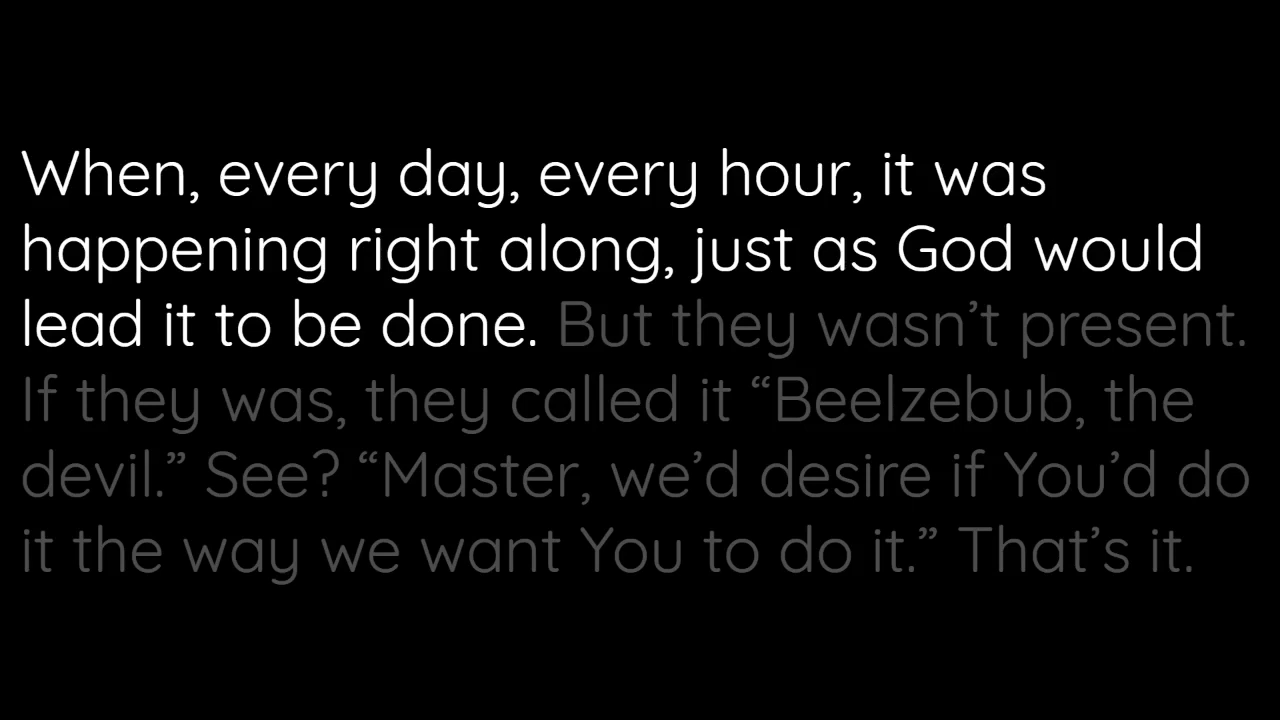 When, every day, every hour, it was
happening right along, just as God would
lead it to be done. But they wasn’t present.
If they was, they called it “Beelzebub, the
devil.” See? “Master, we’d desire if You’d do
it the way we want You to do it.” That’s it.